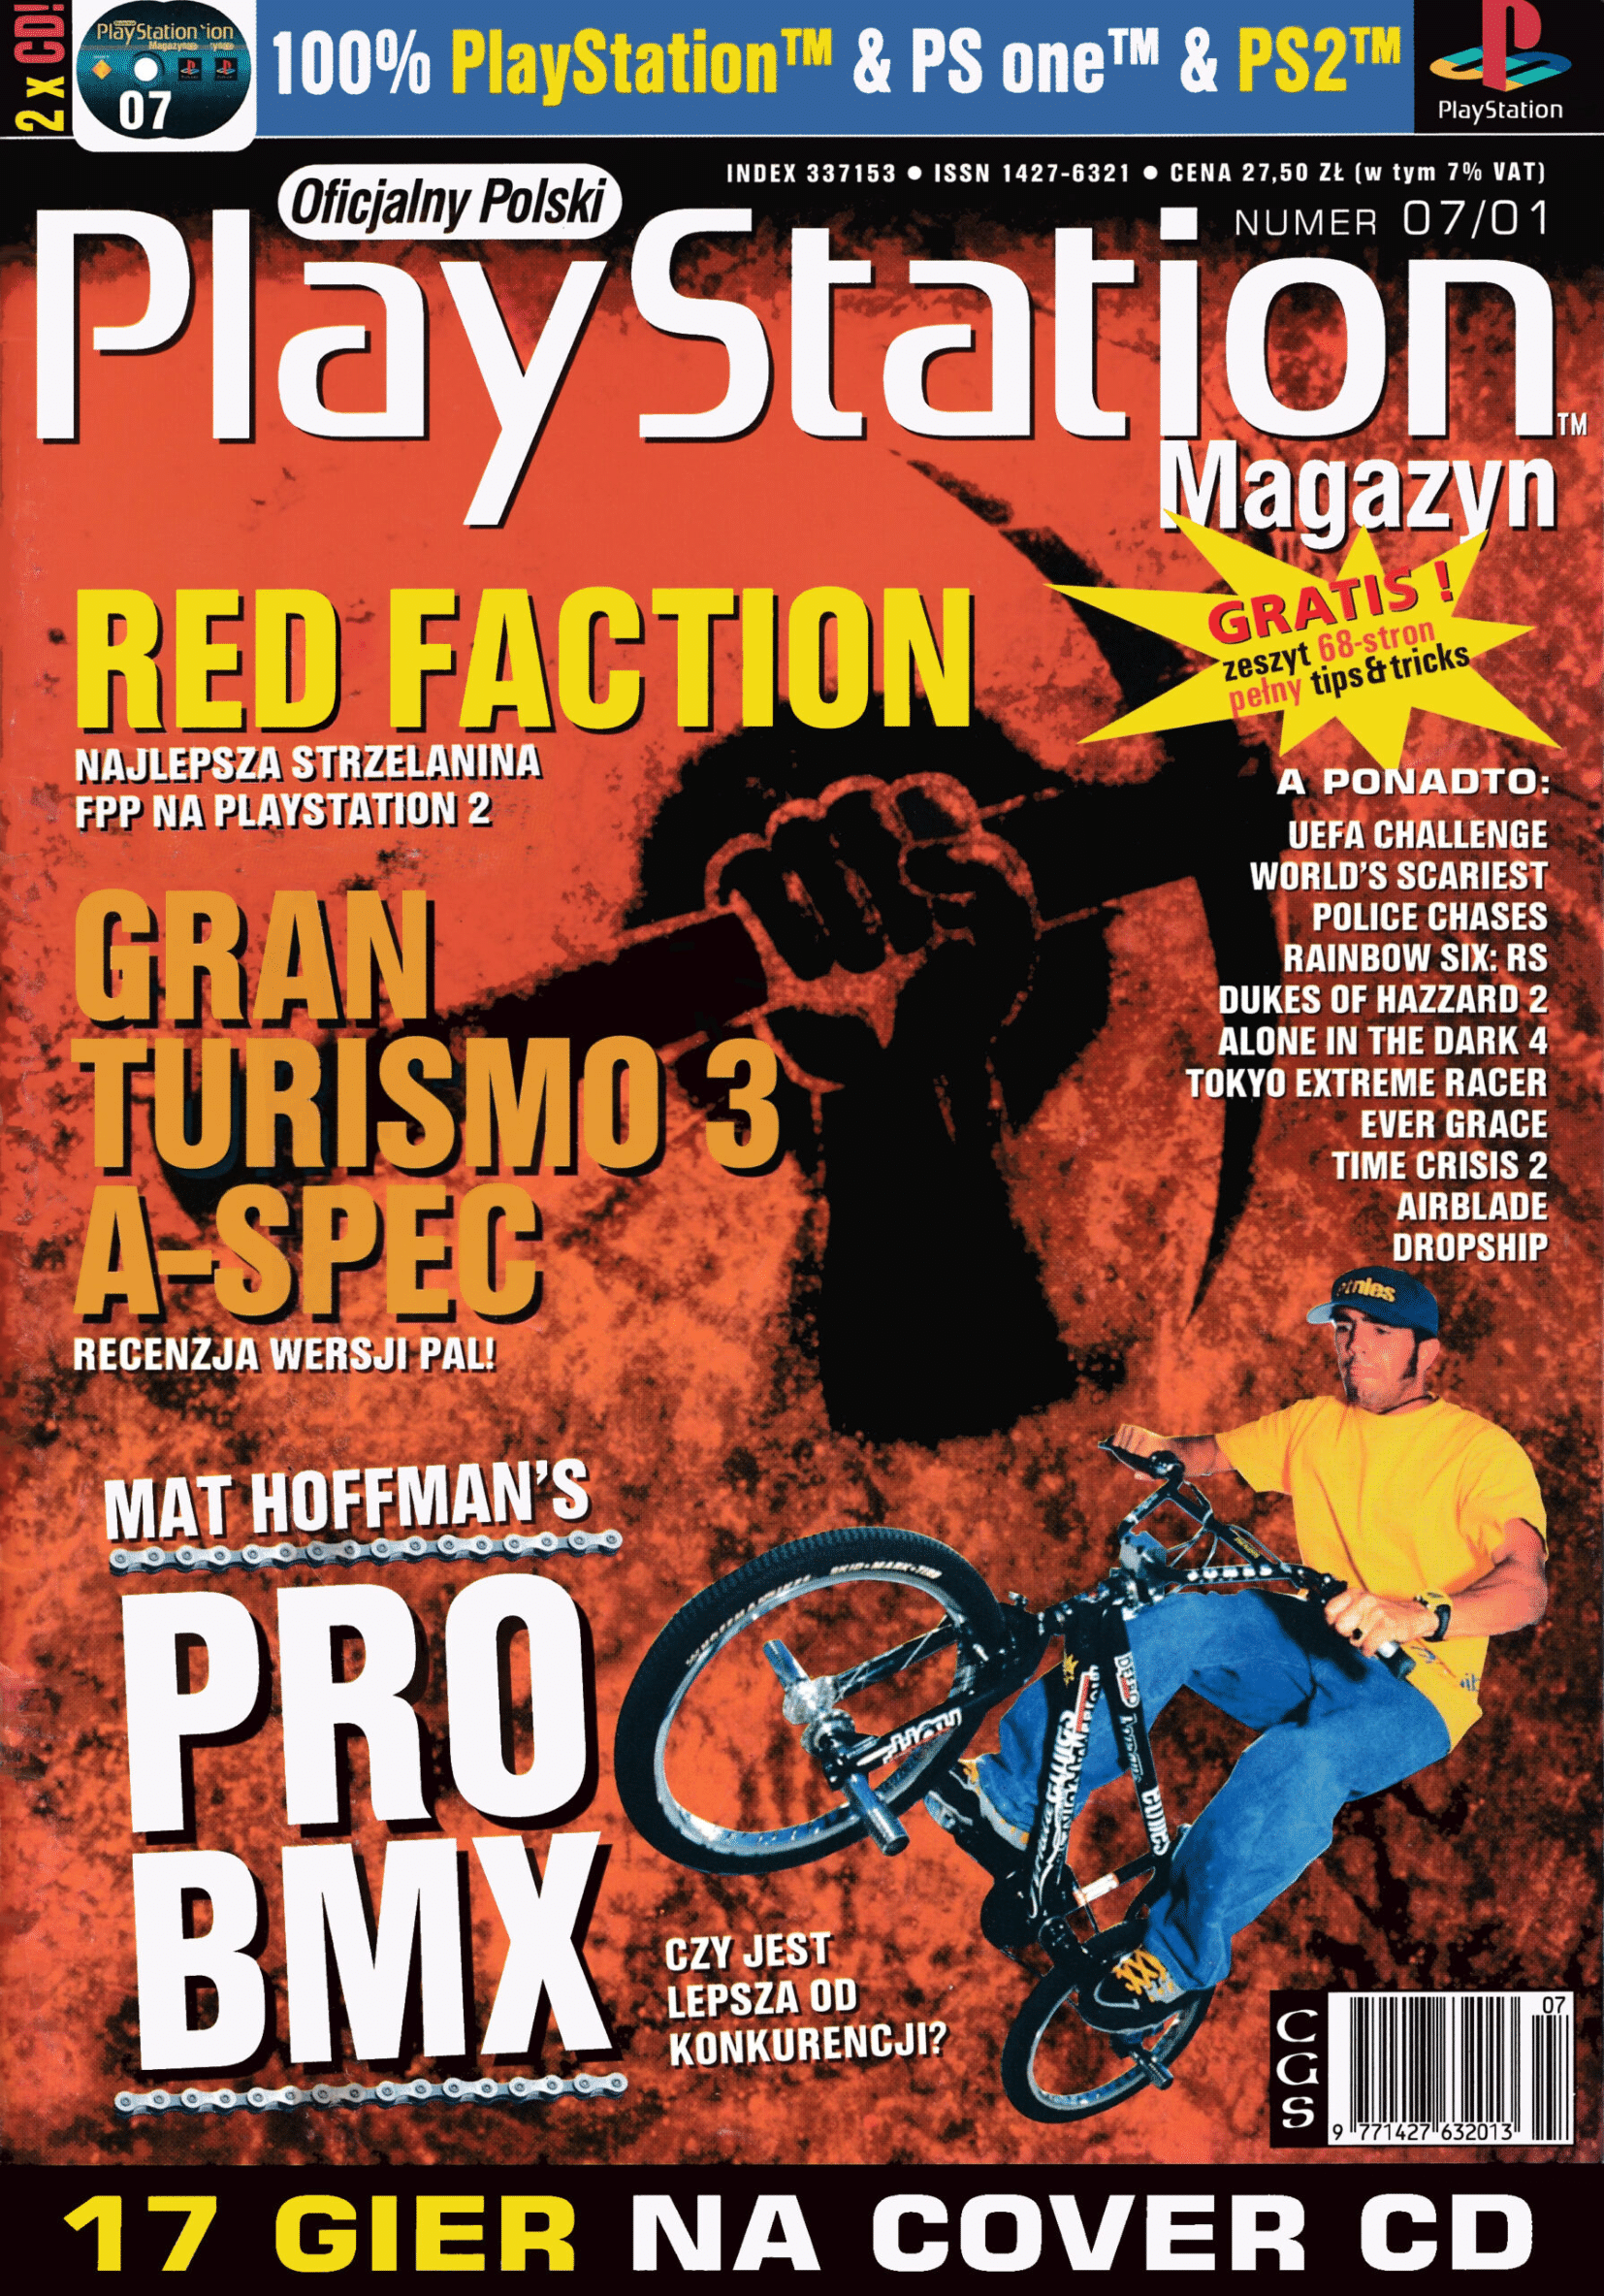 2 x CD!
PlayStation
Magazyn
07
100% PlayStation™ & PS one™ & PS2™
PlayStation
INDEX 337153 ● ISSN 1427-6321 ● CENA 27,50 ZŁ (w tym 7% VAT)
NUMER 07/01
Oficjalny Polski
PlayStation™
Magazyn
GRATIS !
zeszyt 68-stron
pełny tips & tricks
RED FACTION
NAJLEPSZA STRZELANINA
FPP NA PLAYSTATION 2
GRAN
TURISMO 3
A-SPEC
RECENZJA WERSJI PAL!
A PONADTO:
UEFA CHALLENGE
WORLD'S SCARIEST
POLICE CHASES
RAINBOW SIX: RS
DUKES OF HAZZARD 2
ALONE IN THE DARK 4
TOKYO EXTREME RACER
EVER GRACE
TIME CRISIS 2
AIRBLADE
DROPSHIP
MAT HOFFMAN'S
PRO
BMX
CZY JEST
LEPSZA OD
KONKURENCJI?
CGS
07
9 771427 632013
17 GIER NA COVER CD